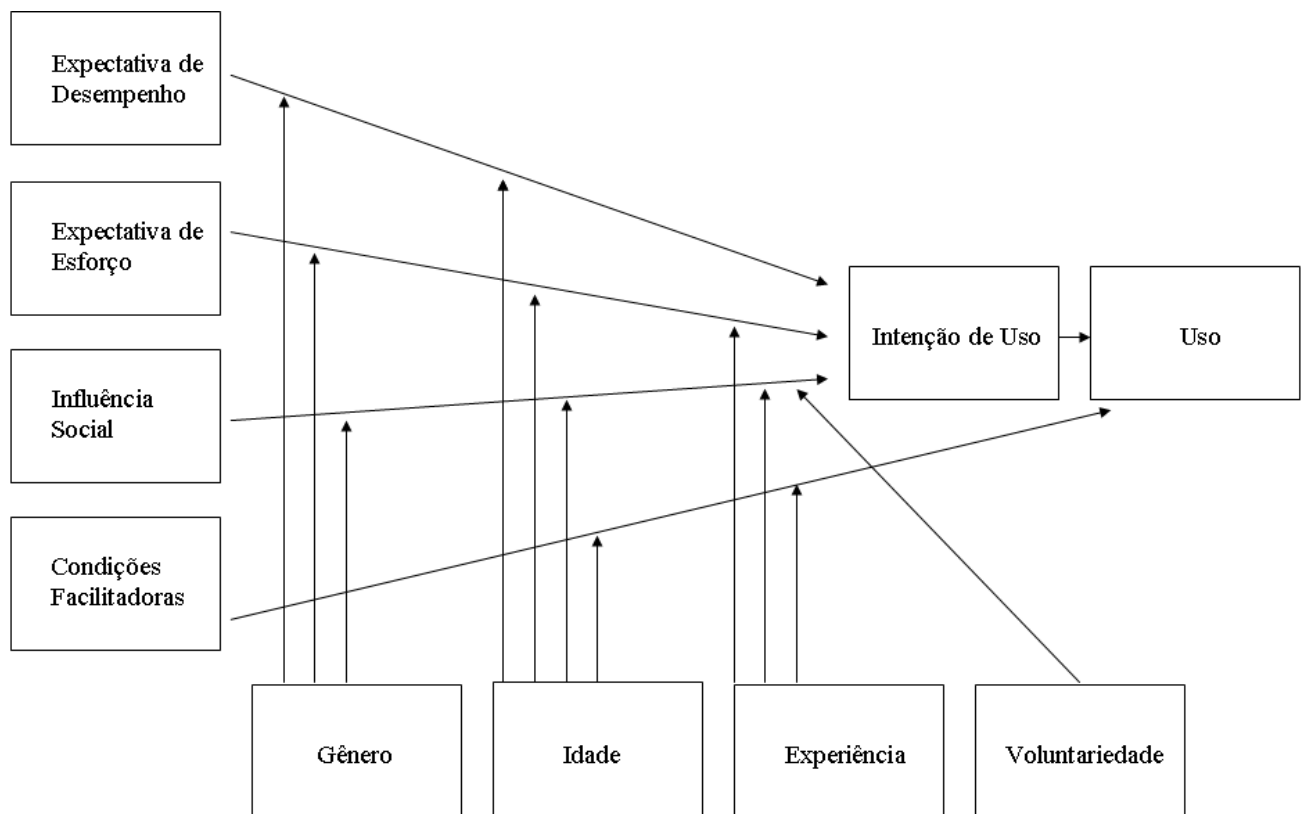 Expectativa de
Desempenho
Expectativa de
Esforço
Influência
Social
Condições
Facilitadoras
Intenção de Uso
Uso
Gênero
Idade
Experiência
Voluntariedade